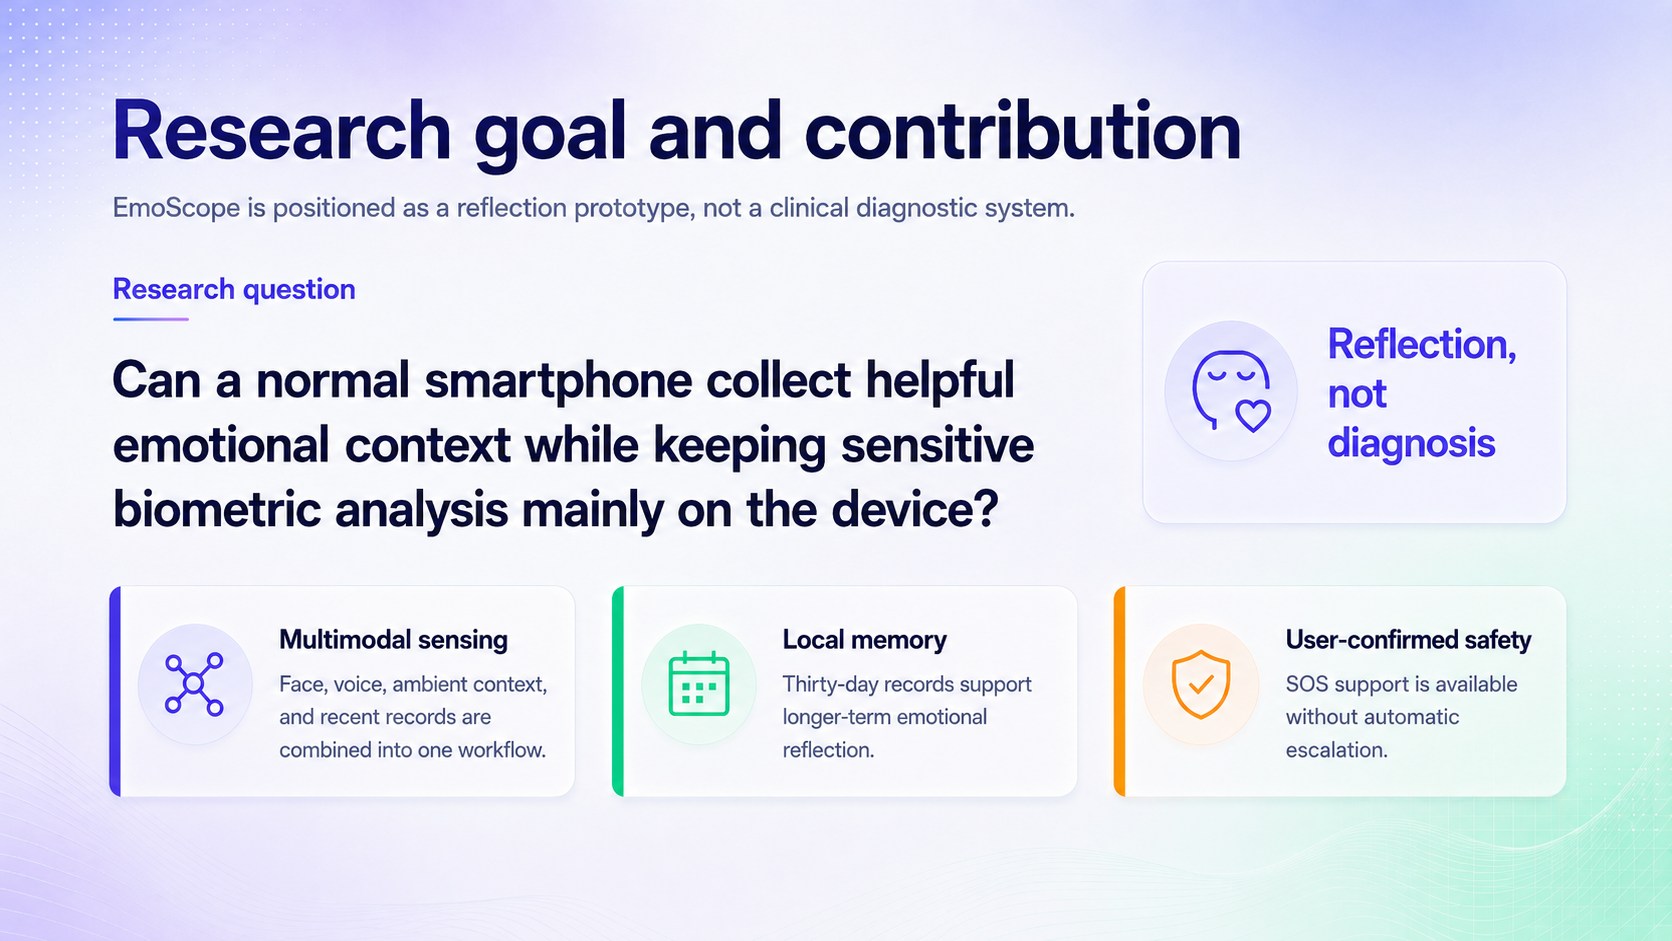 Research goal and contribution
EmoScope is positioned as a reflection prototype, not a clinical diagnostic system.
Research question
Can a normal smartphone collect helpful
emotional context while keeping sensitive
biometric analysis mainly on the device?
Reflection,
not
diagnosis
Multimodal sensing
Face, voice, ambient context,
and recent records are
combined into one workflow.
Local memory
Thirty-day records support
longer-term emotional
reflection.
User-confirmed safety
SOS support is available
without automatic
escalation.